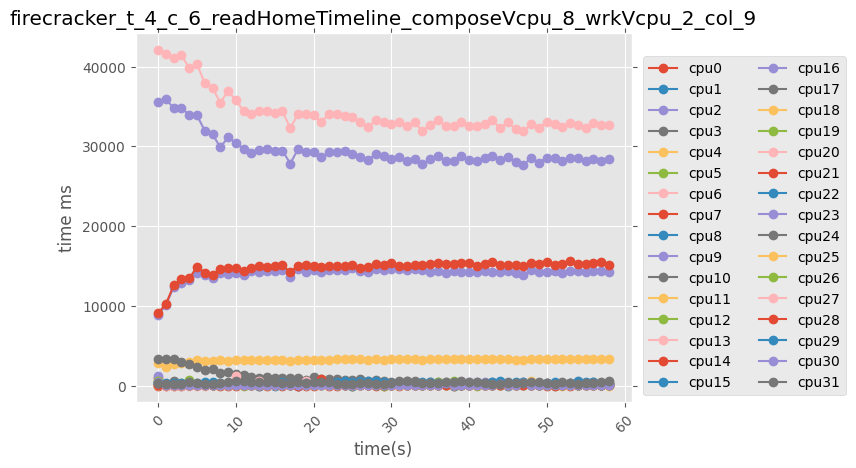 firecracker_t_4_c_6_readHomeTimeline_composeVcpu_8_wrkVcpu_2_col_9
time ms
40000
30000
20000
10000
0
0
10
20
30
40
50
60
time(s)
cpu0
cpu1
cpu2
cpu3
cpu4
cpu5
cpu6
cpu7
cpu8
cpu9
cpu10
cpu11
cpu12
cpu13
cpu14
cpu15
cpu16
cpu17
cpu18
cpu19
cpu20
cpu21
cpu22
cpu23
cpu24
cpu25
cpu26
cpu27
cpu28
cpu29
cpu30
cpu31